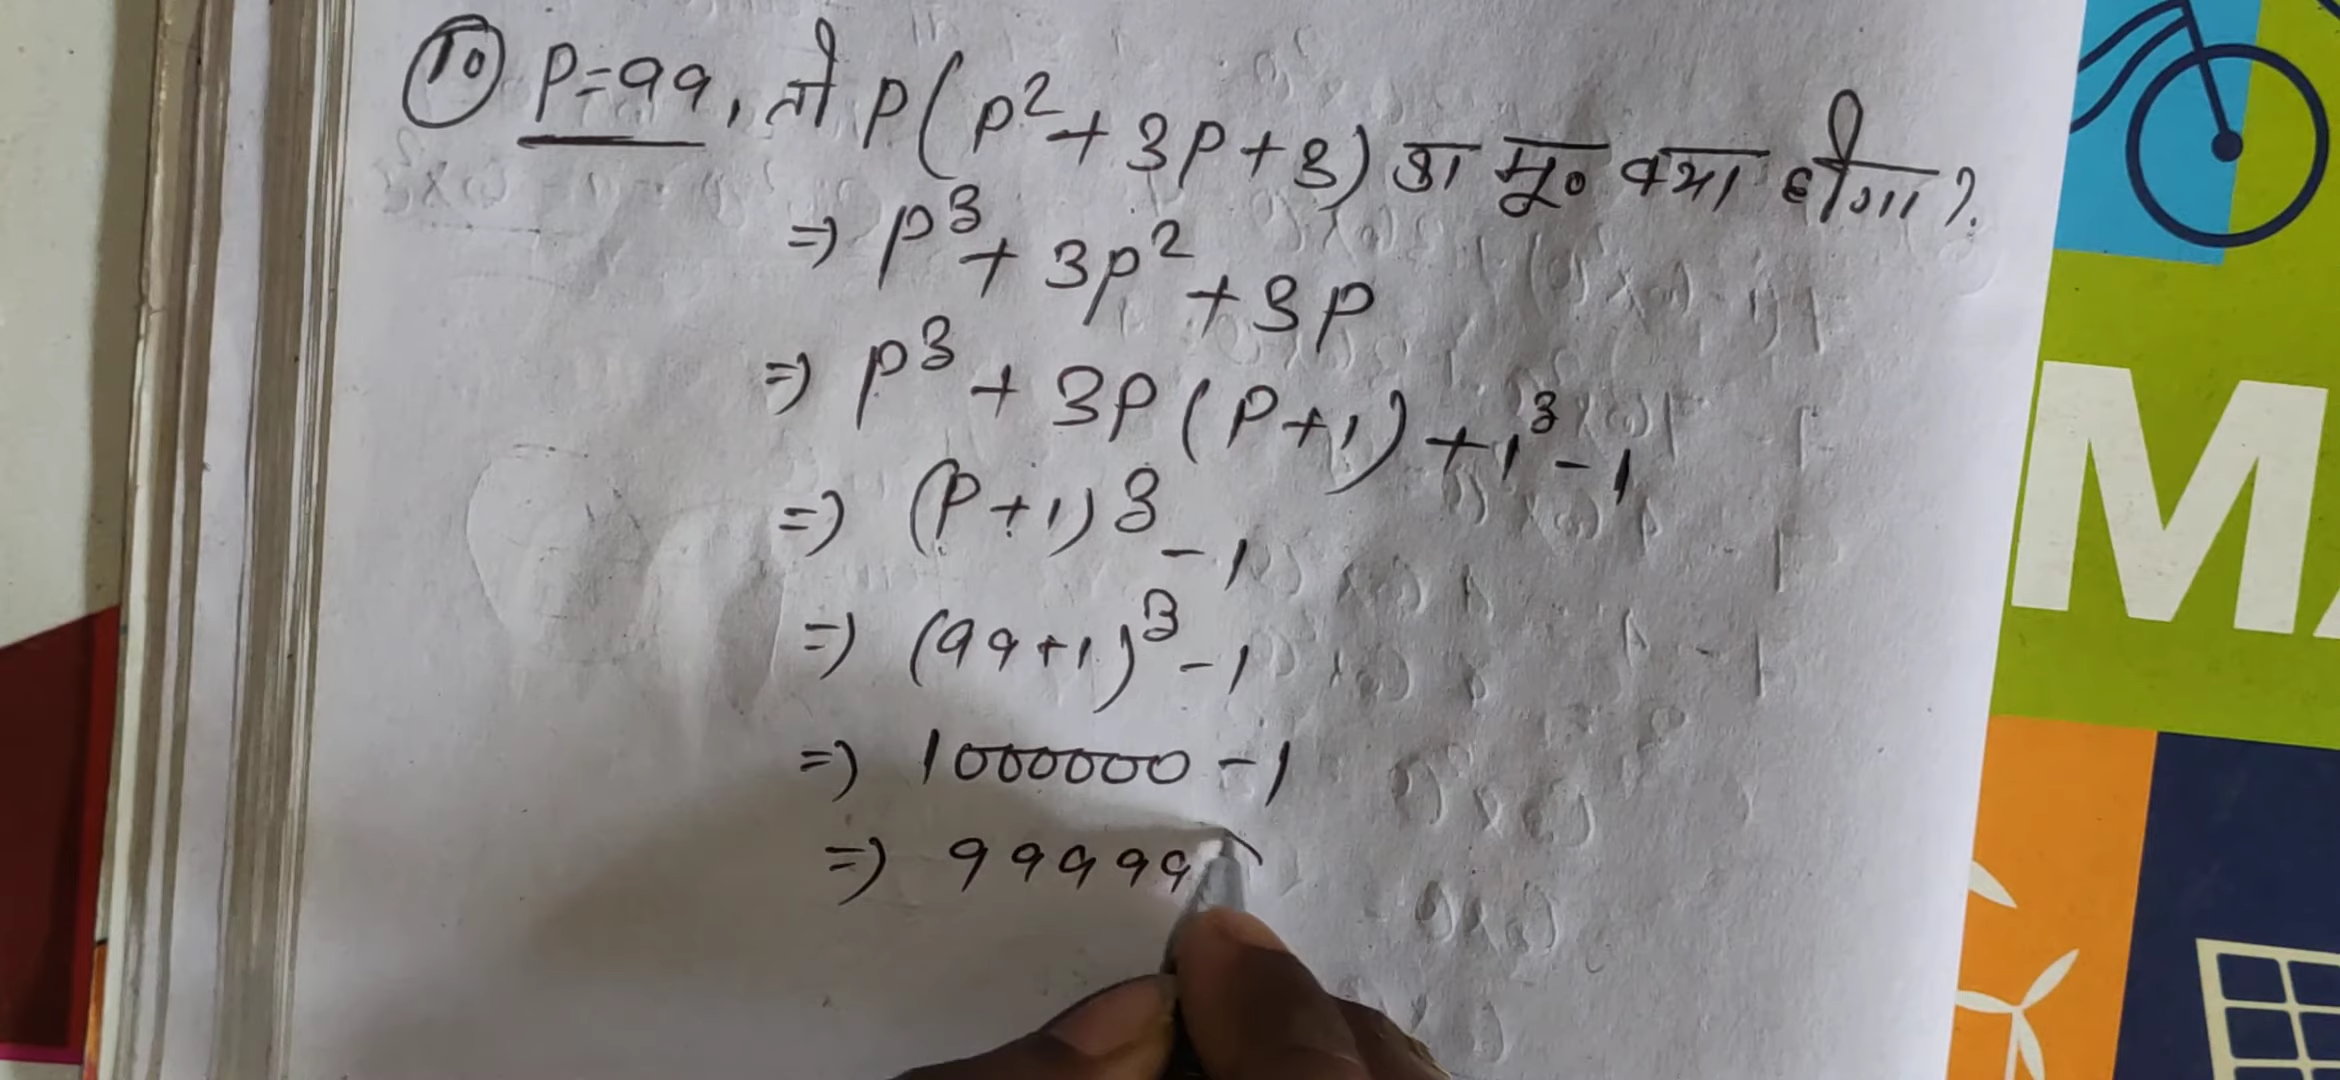 10 P=99, तो P(P²+3P+3) का मू० क्या होगा?
=) P³+3P²+3P
=) P³+3P(P+1)+1³-1
=) (P+1)3-1
=) (99+1)³-1
=) 1000000-1
=) 99999
M